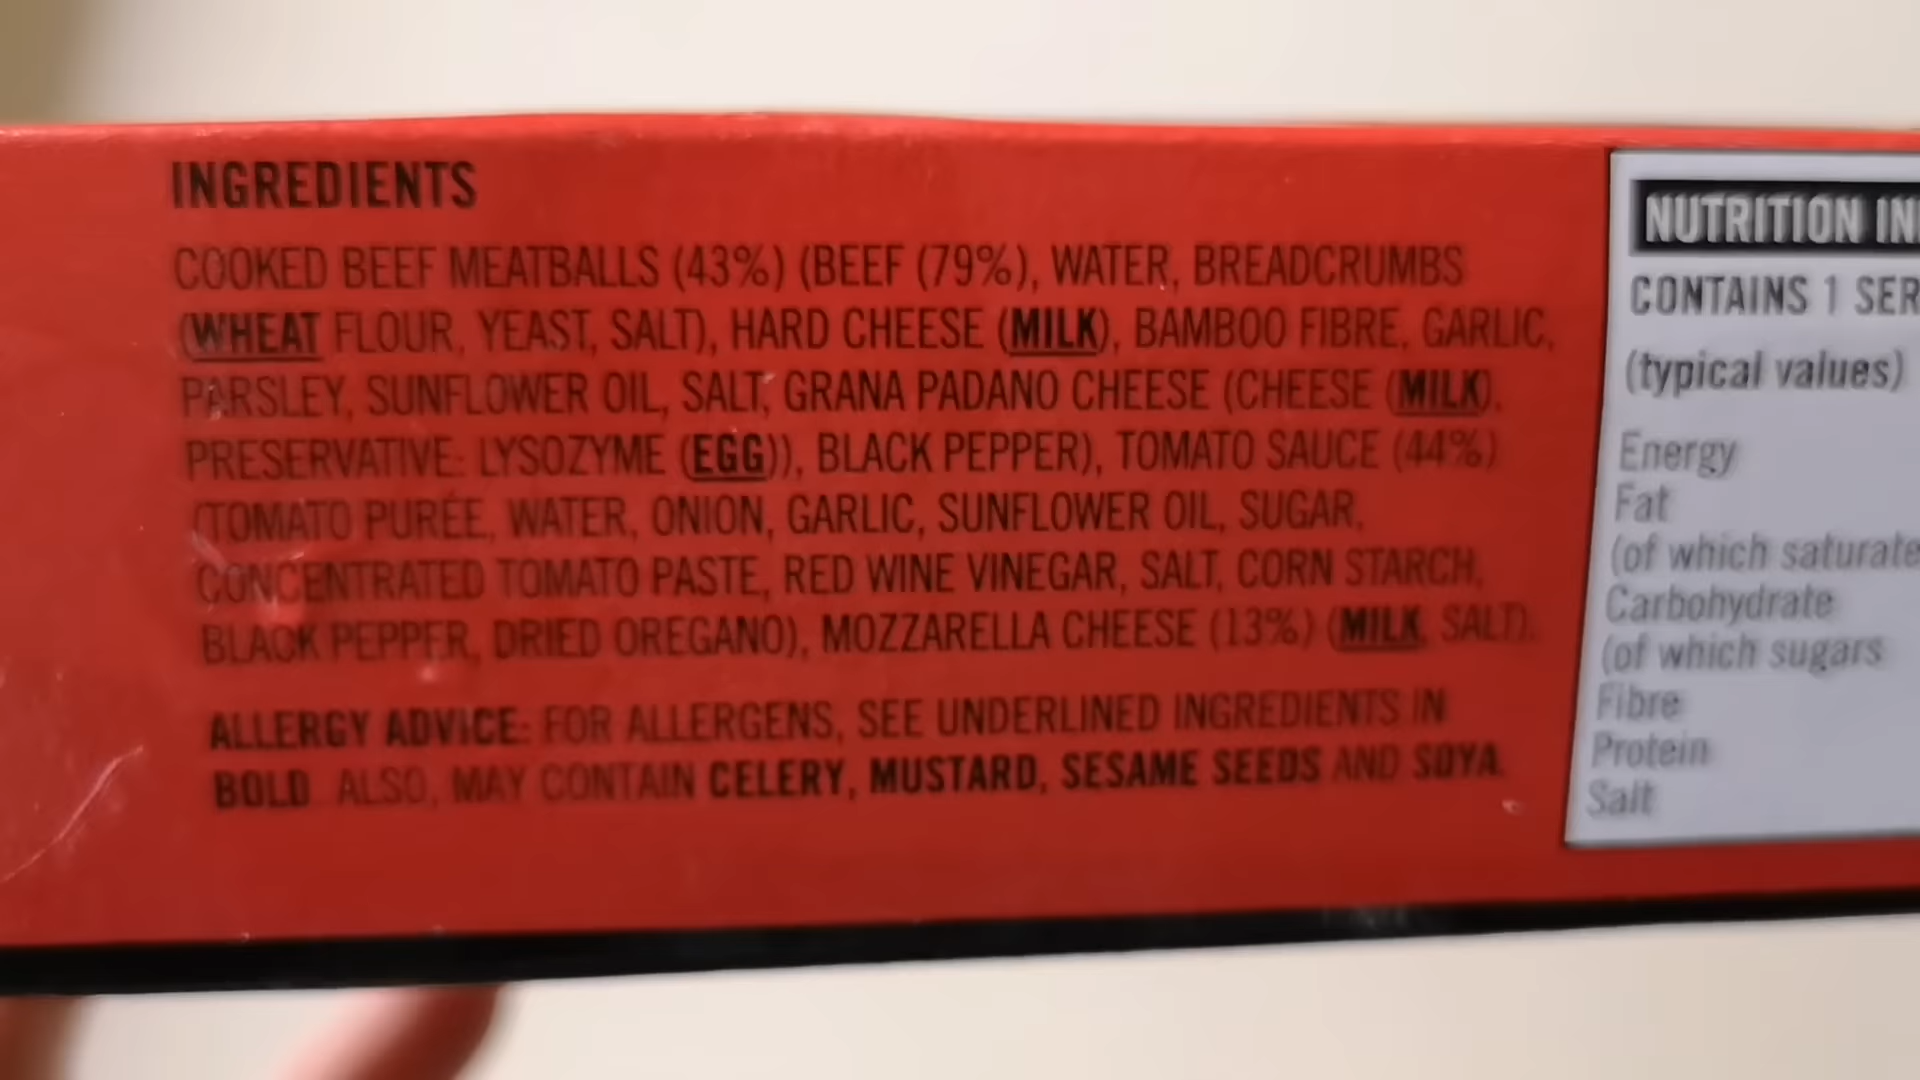 INGREDIENTS
COOKED BEEF MEATBALLS (43%) (BEEF (79%), WATER, BREADCRUMBS
(WHEAT FLOUR, YEAST, SALT), HARD CHEESE (MILK), BAMBOO FIBRE, GARLIC,
PARSLEY, SUNFLOWER OIL, SALT, GRANA PADANO CHEESE (CHEESE (MILK),
PRESERVATIVE: LYSOZYME (EGG)), BLACK PEPPER), TOMATO SAUCE (44%)
(TOMATO PURÉE, WATER, ONION, GARLIC, SUNFLOWER OIL, SUGAR,
CONCENTRATED TOMATO PASTE, RED WINE VINEGAR, SALT, CORN STARCH,
BLACK PEPPER, DRIED OREGANO), MOZZARELLA CHEESE (13%) (MILK, SALT).
ALLERGY ADVICE: FOR ALLERGENS, SEE UNDERLINED INGREDIENTS IN
BOLD. ALSO, MAY CONTAIN CELERY, MUSTARD, SESAME SEEDS AND SOYA.
NUTRITION
CONTAINS 1
(typical values)
Energy
Fat
(of which
Carbohydrate
(of which sugars
Fibre
Protein
Salt